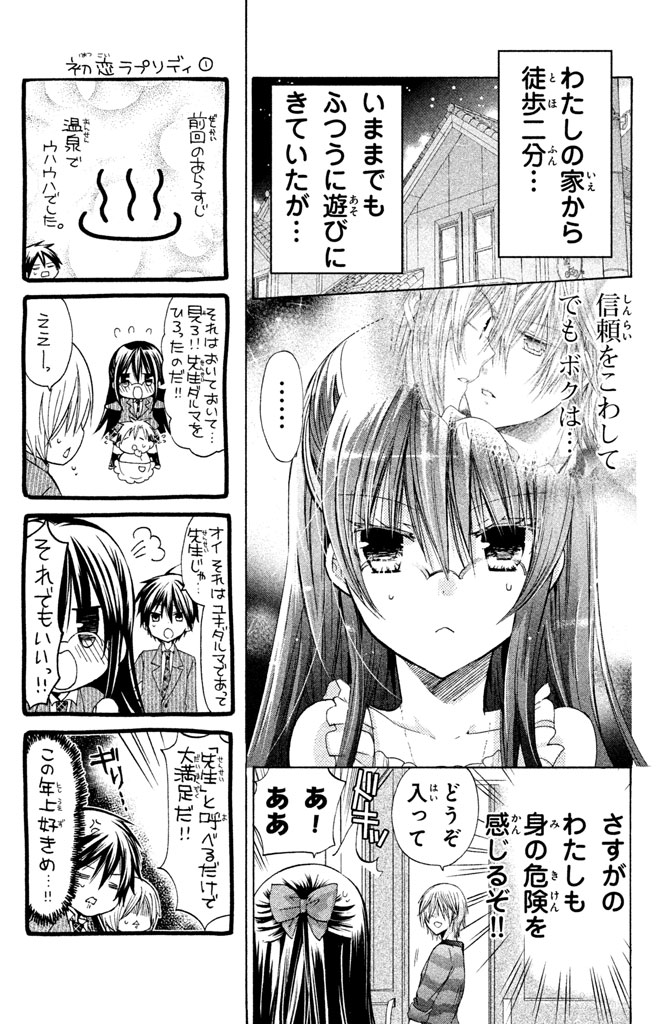 わたしの家から
徒歩二分…
いままでも
ふつうに遊びに
きていたが…
信頼をこわして
でも ボクは…
……
さすがの
わたしも
身の危険を
感じるぞ!!
どうぞ
入って
あ!
ああ
初恋ラプソディ①
前回のあらすじ
温泉で
ウハウハでした。
それはおいておいて…
見ろ!!先生ダルマを
ひろったのだ!!
ええーっ
オイ それはユキダルマであって
先生じゃ…
それでもいいっ!!
「先生」と呼べるだけで
大満足だ!!
ギリ…
この年上好きめ…